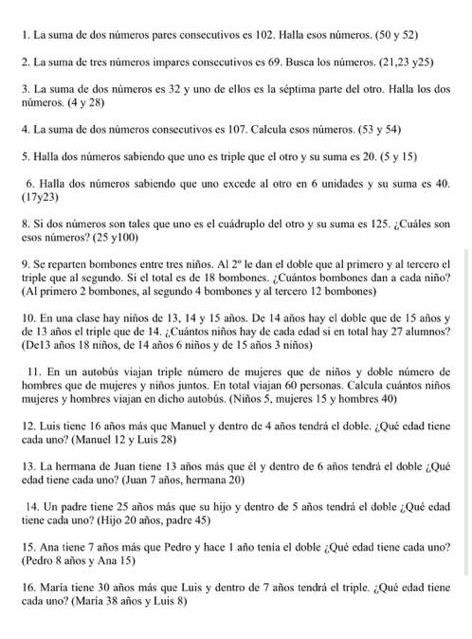 1. La suma de dos números pares consecutivos es 102. Halla esos números. (50 y 52)
2. La suma de tres números impares consecutivos es 69. Busca los números. (21,23 y25)
3. La suma de dos números es 32 y uno de ellos es la séptima parte del otro. Halla los dos
números. (4 y 28)
4. La suma de dos números consecutivos es 107. Calcula esos números. (53 y 54)
5. Halla dos números sabiendo que uno es triple que el otro y su suma es 20. (5 y 15)
6. Halla dos números sabiendo que uno excede al otro en 6 unidades y su suma es 40.
(17y23)
8. Si dos números son tales que uno es el cuádruplo del otro y su suma es 125. ¿Cuáles son
esos números? (25 y100)
9. Se reparten bombones entre tres niños. Al 2º le dan el doble que al primero y al tercero el
triple que al segundo. Si el total es de 18 bombones. ¿Cuántos bombones dan a cada niño?
(Al primero 2 bombones, al segundo 4 bombones y al tercero 12 bombones)
10. En una clase hay niños de 13, 14 y 15 años. De 14 años hay el doble que de 15 años y
de 13 años el triple que de 14. ¿Cuántos niños hay de cada edad si en total hay 27 alumnos?
(De13 años 18 niños, de 14 años 6 niños y de 15 años 3 niños)
11. En un autobús viajan triple número de mujeres que de niños y doble número de
hombres que de mujeres y niños juntos. En total viajan 60 personas. Calcula cuántos niños
mujeres y hombres viajan en dicho autobús. (Niños 5, mujeres 15 y hombres 40)
12. Luis tiene 16 años más que Manuel y dentro de 4 años tendrá el doble. ¿Qué edad tiene
cada uno? (Manuel 12 y Luis 28)
13. La hermana de Juan tiene 13 años más que él y dentro de 6 años tendrá el doble ¿Qué
edad tiene cada uno? (Juan 7 años, hermana 20)
14. Un padre tiene 25 años más que su hijo y dentro de 5 años tendrá el doble ¿Qué edad
tiene cada uno? (Hijo 20 años, padre 45)
15. Ana tiene 7 años más que Pedro y hace 1 año tenía el doble ¿Qué edad tiene cada uno?
(Pedro 8 años y Ana 15)
16. María tiene 30 años más que Luis y dentro de 7 años tendrá el triple. ¿Qué edad tiene
cada uno? (María 38 años y Luis 8)